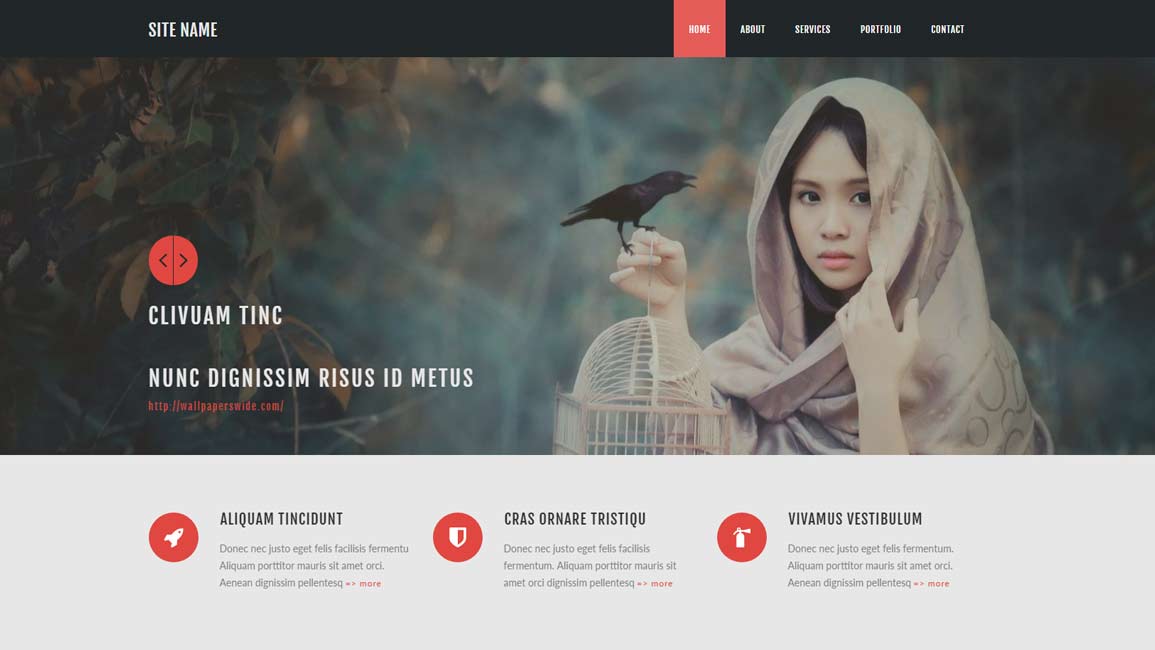 SITE NAME
HOME ABOUT SERVICES PORTFOLIO CONTACT
CLIVUAM TINC
NUNC DIGNISSIM RISUS ID METUS
http://wallpaperswide.com/
ALIQUAM TINCIDUNT
Donec nec justo eget felis facilisis fermentu
Aliquam porttitor mauris sit amet orci.
Aenean dignissim pellentesq => more
CRAS ORNARE TRISTIQU
Donec nec justo eget felis facilisis
fermentum. Aliquam porttitor mauris sit
amet orci dignissim pellentesq => more
VIVAMUS VESTIBULUM
Donec nec justo eget felis fermentum.
Aliquam porttitor mauris sit amet orci.
Aenean dignissim pellentesq => more